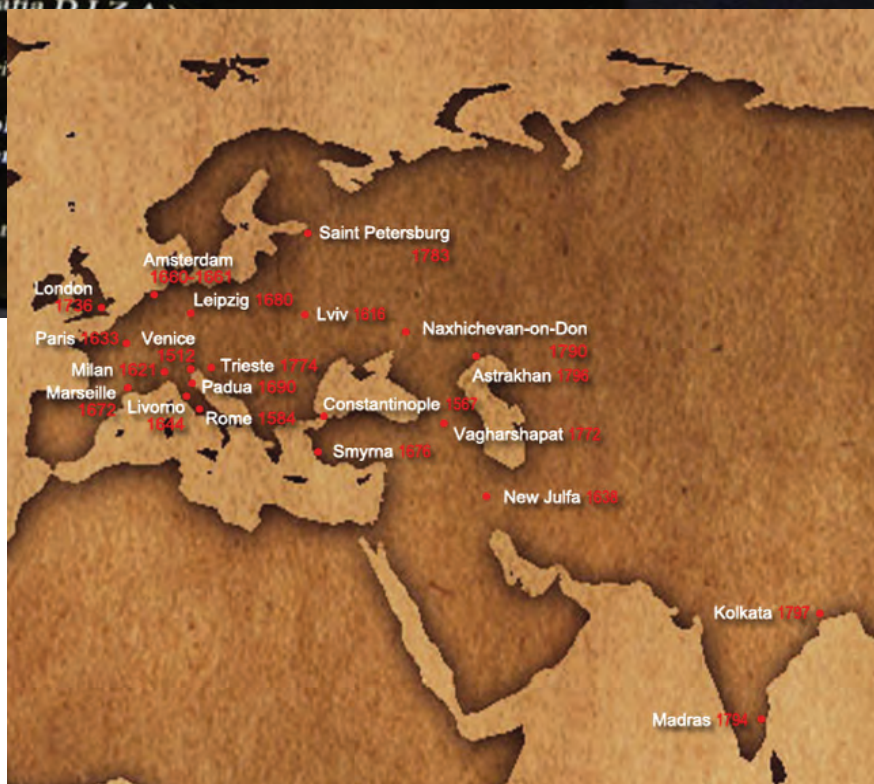 Saint Petersburg
1783
Amsterdam
1660-1661
London
1736
Leipzig 1680
Lviv 1616
Naxhichevan-on-Don
1790
Paris 1633
Venice
1512
Milan 1621
Trieste 1774
Astrakhan 1796
Padua 1690
Marseille
1672
Livorno
1644
Rome 1584
Constantinople 1567
Vagharshapat 1772
Smyrna 1676
New Julfa 1638
Kolkata 1797
Madras 1794